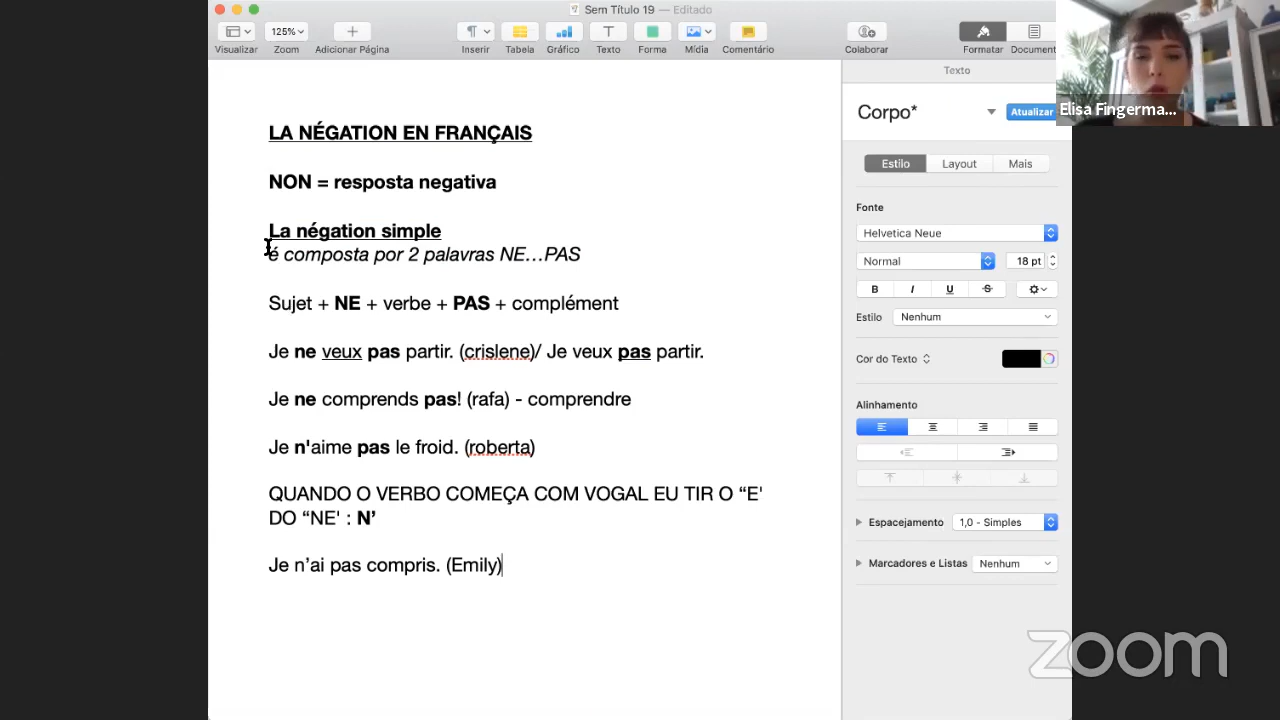 Sem Título 19 — Editado
125%
Visualizar
Zoom
Adicionar Página
Inserir
Tabela
Gráfico
Texto
Forma
Mídia
Comentário
Colaborar
Formatar
Document
Texto
Elisa Fingerma...
Corpo*
Atualizar
Estilo
Layout
Mais
Fonte
Helvetica Neue
Normal
18 pt
B I U S
Estilo
Nenhum
Cor do Texto
Alinhamento
Espacejamento
1,0 - Simples
Marcadores e Listas
Nenhum
LA NÉGATION EN FRANÇAIS
NON = resposta negativa
La négation simple
é composta por 2 palavras NE…PAS
Sujet + NE + verbe + PAS + complément
Je ne veux pas partir. (crislene)/ Je veux pas partir.
Je ne comprends pas! (rafa) - comprendre
Je n'aime pas le froid. (roberta)
QUANDO O VERBO COMEÇA COM VOGAL EU TIR O “E'
DO “NE' : N’
Je n’ai pas compris. (Emily)
zoom